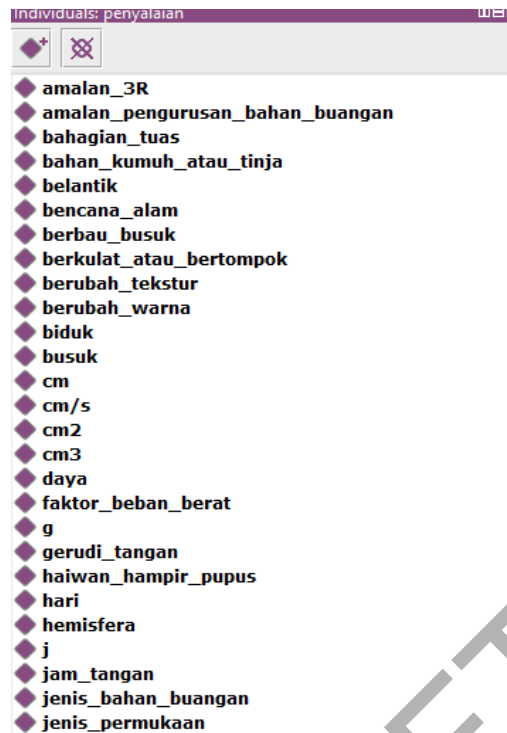 Individuals: penyalaian
amalan_3R
amalan_pengurusan_bahan_buangan
bahagian_tuas
bahan_kumuh_atau_tinja
belantik
bencana_alam
berbau_busuk
berkulat_atau_bertompok
berubah_tekstur
berubah_warna
biduk
busuk
cm
cm/s
cm2
cm3
daya
faktor_beban_berat
g
gerudi_tangan
haiwan_hampir_pupus
hari
hemisfera
j
jam_tangan
jenis_bahan_buangan
jenis_permukaan